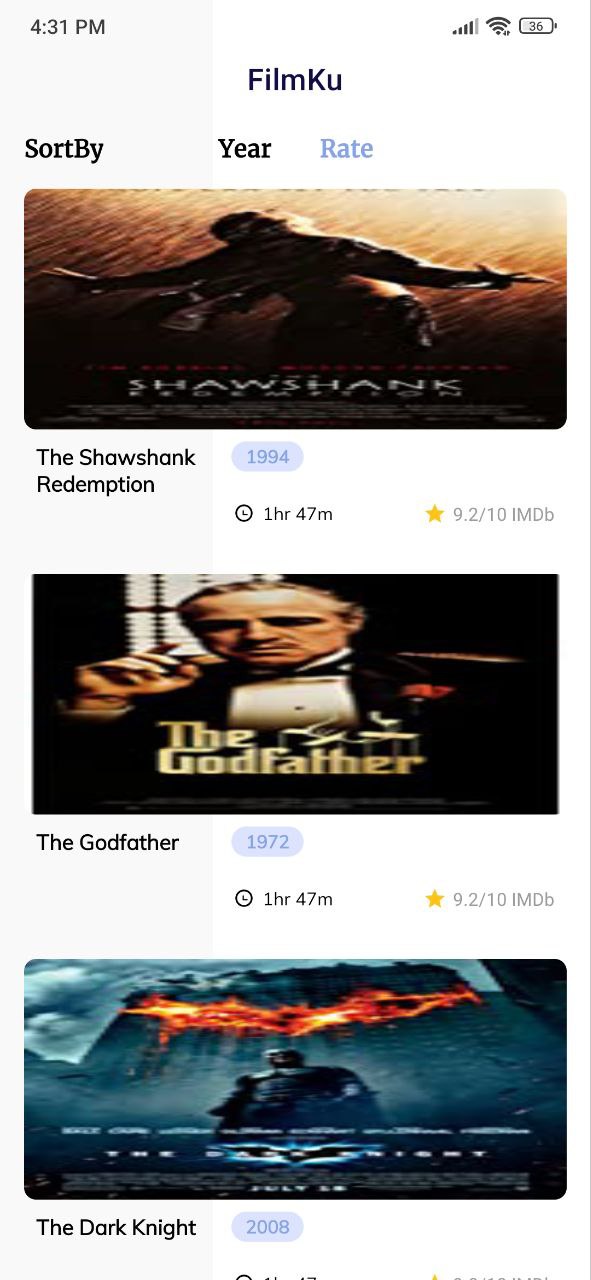 4:31 PM
36
FilmKu
SortBy Year Rate
SHAWSHANK
REDEMPTION
The Shawshank 1994
Redemption
1hr 47m 9.2/10 IMDb
The
Godfather
The Godfather 1972
1hr 47m 9.2/10 IMDb
THE DARK KNIGHT
JULY 18
The Dark Knight 2008